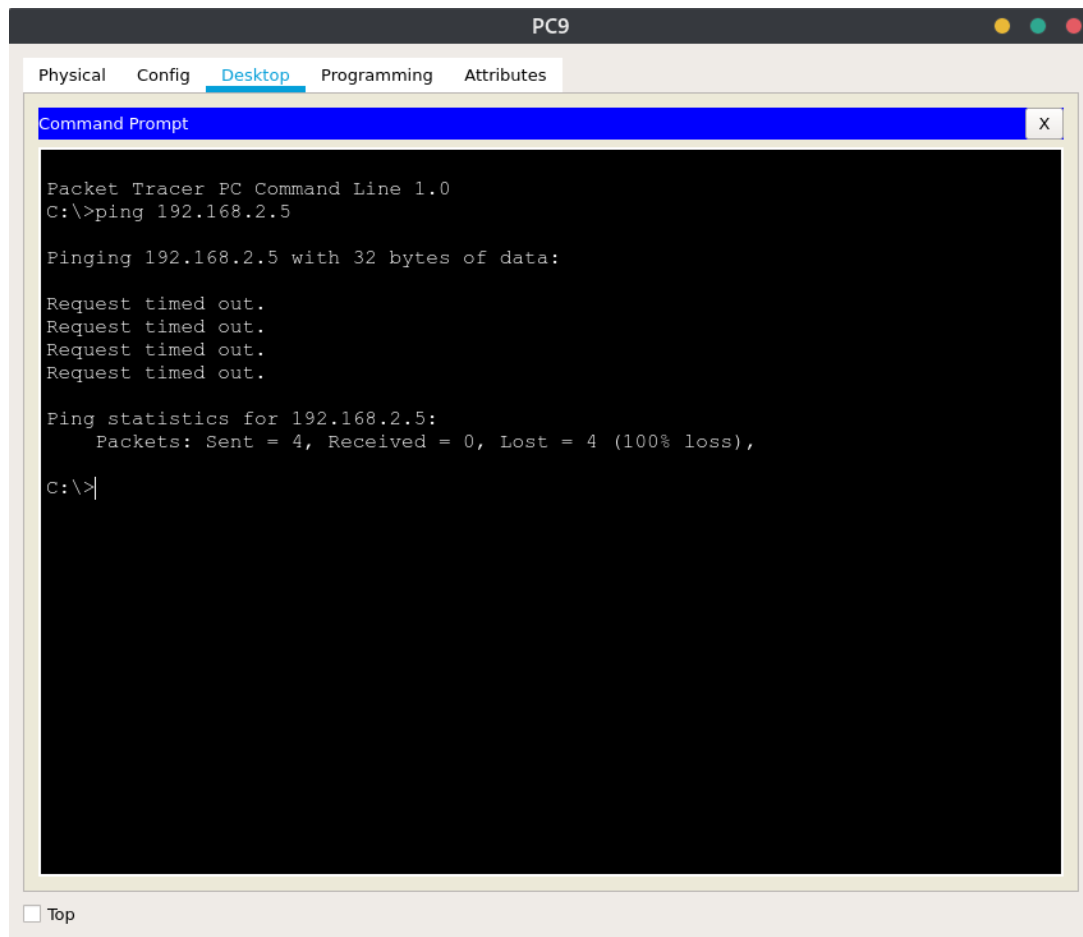 PC9
Physical Config Desktop Programming Attributes
Command Prompt X
Packet Tracer PC Command Line 1.0
C:\>ping 192.168.2.5
Pinging 192.168.2.5 with 32 bytes of data:
Request timed out.
Request timed out.
Request timed out.
Request timed out.
Ping statistics for 192.168.2.5:
    Packets: Sent = 4, Received = 0, Lost = 4 (100% loss),
C:\>
Top